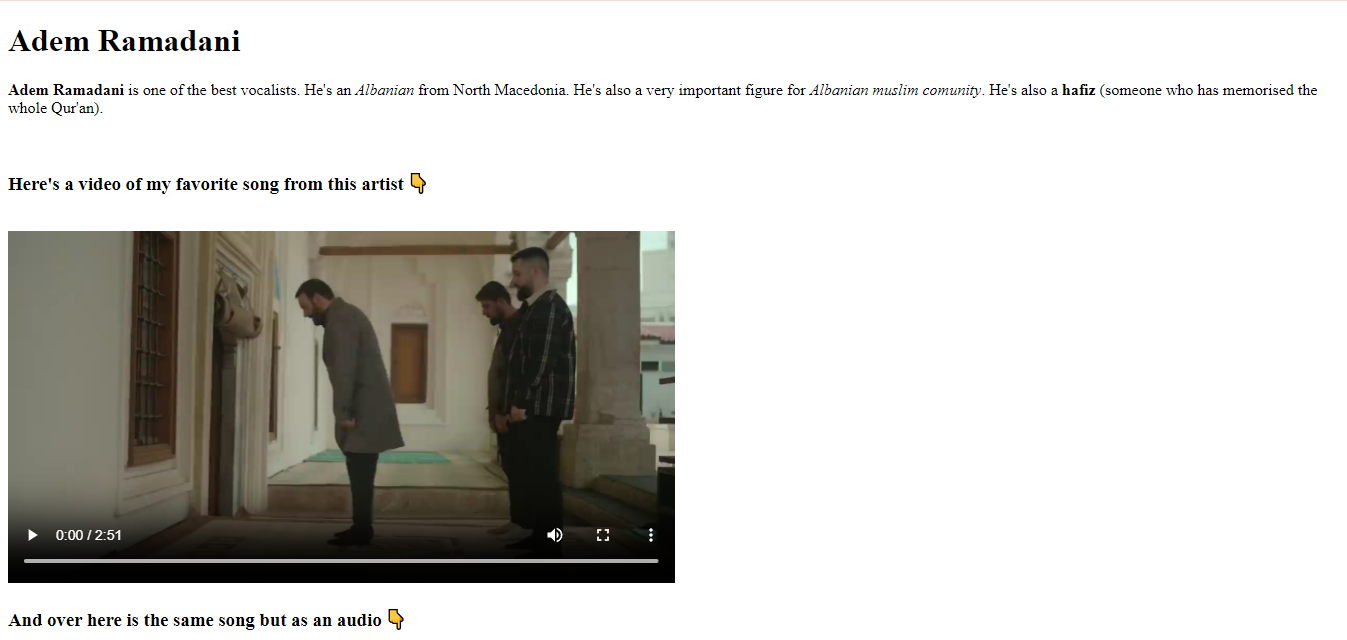 Adem Ramadani
Adem Ramadani is one of the best vocalists. He's an Albanian from North Macedonia. He's also a very important figure for Albanian muslim comunity. He's also a hafiz (someone who has memorised the
whole Qur'an).
Here's a video of my favorite song from this artist 👇
0:00 / 2:51
And over here is the same song but as an audio 👇